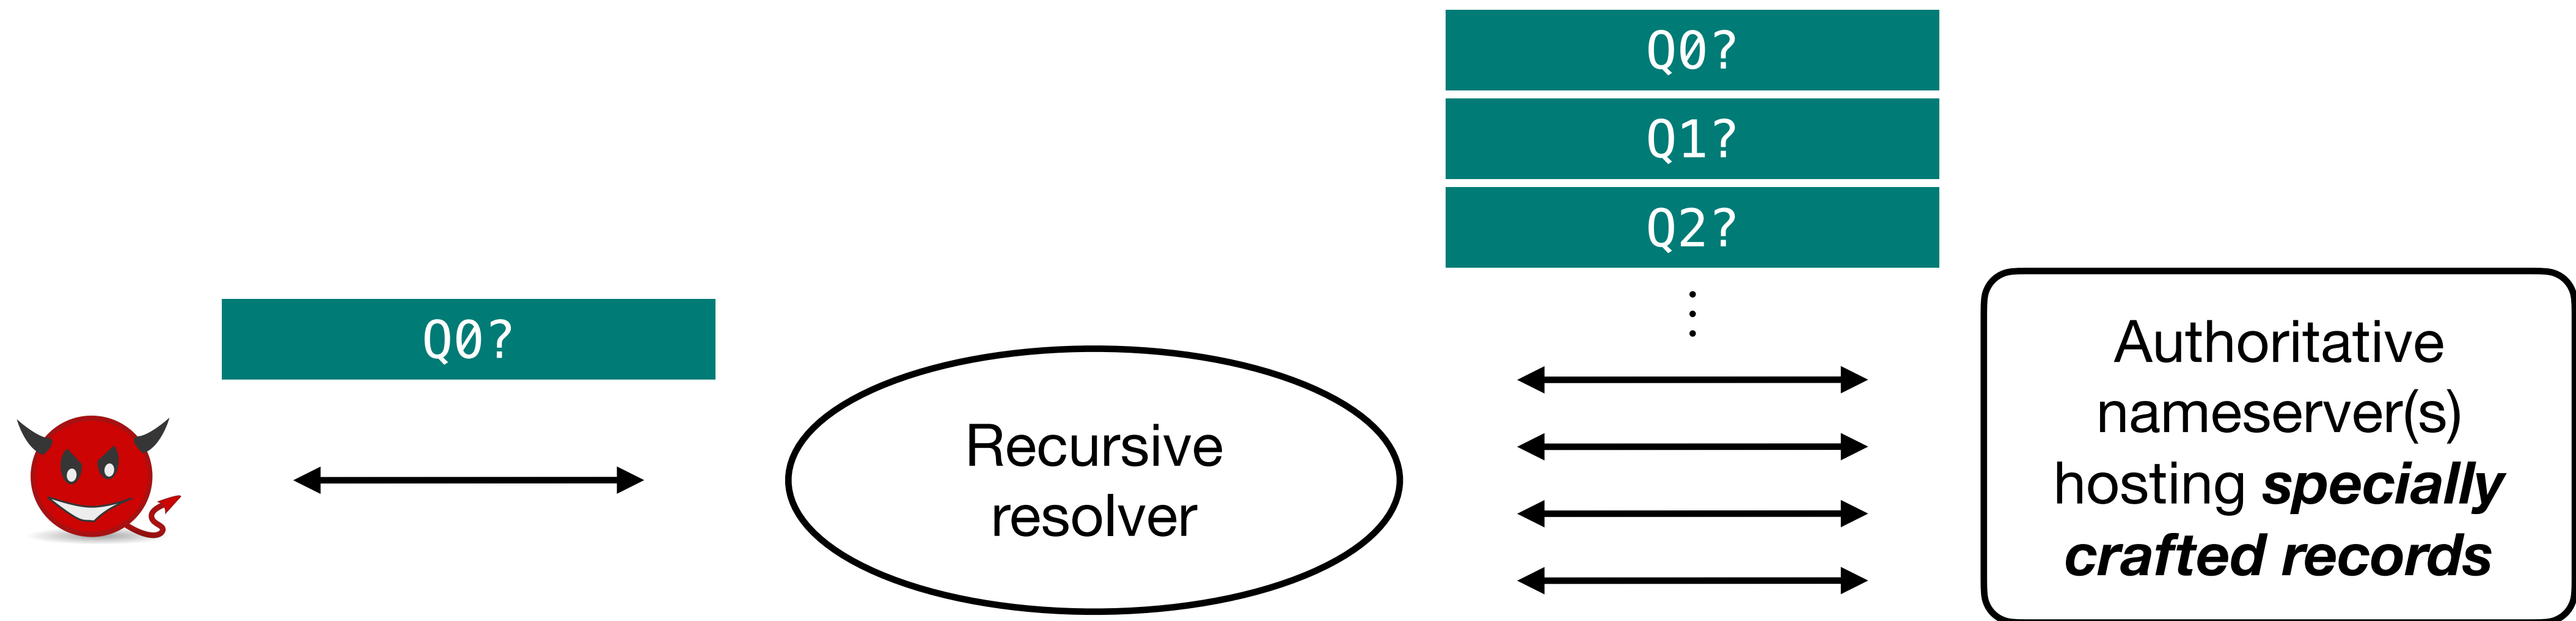 Q0?
Q1?
Q2?
Q0?
Recursive
resolver
Authoritative
nameserver(s)
hosting specially
crafted records